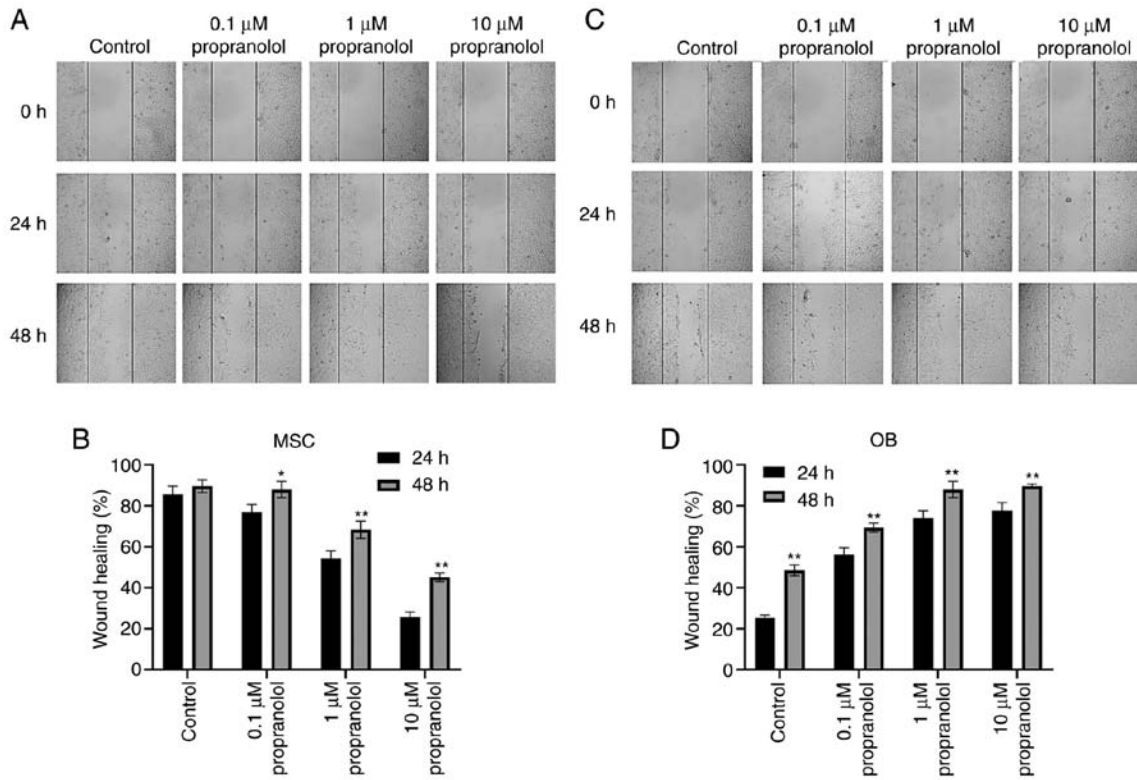 A
Control
0.1 μM
propranolol
1 μM
propranolol
10 μM
propranolol
0 h
24 h
48 h
B
MSC
24 h
48 h
Wound healing (%)
100
80
60
40
20
0
*
**
**
Control
0.1 μM
propranolol
1 μM
propranolol
10 μM
propranolol
C
Control
0.1 μM
propranolol
1 μM
propranolol
10 μM
propranolol
0 h
24 h
48 h
D
OB
24 h
48 h
Wound healing (%)
100
80
60
40
20
0
**
**
**
**
Control
0.1 μM
propranolol
1 μM
propranolol
10 μM
propranolol